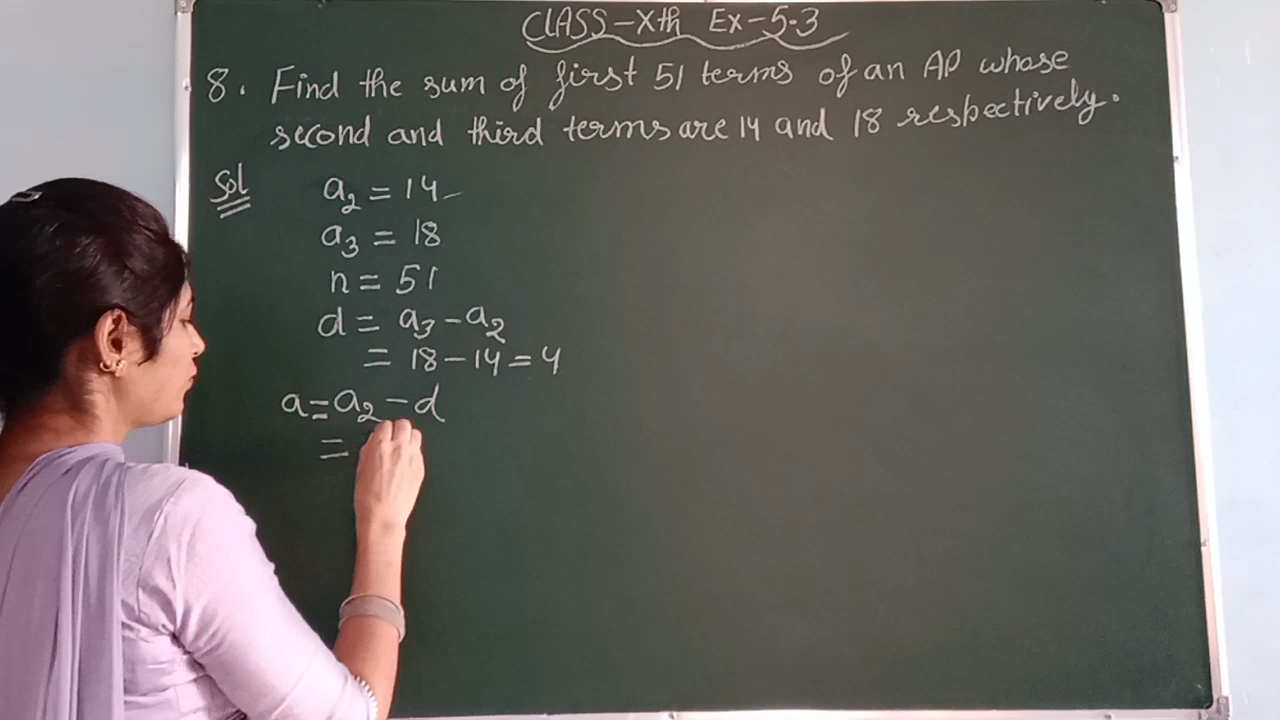 CLASS-Xth Ex-5.3
8. Find the sum of first 51 terms of an AP whose
second and third terms are 14 and 18 respectively.
Sol
a₂ = 14
a₃ = 18
n = 51
d = a₃ - a₂
= 18 - 14 = 4
a = a₂ - d
=